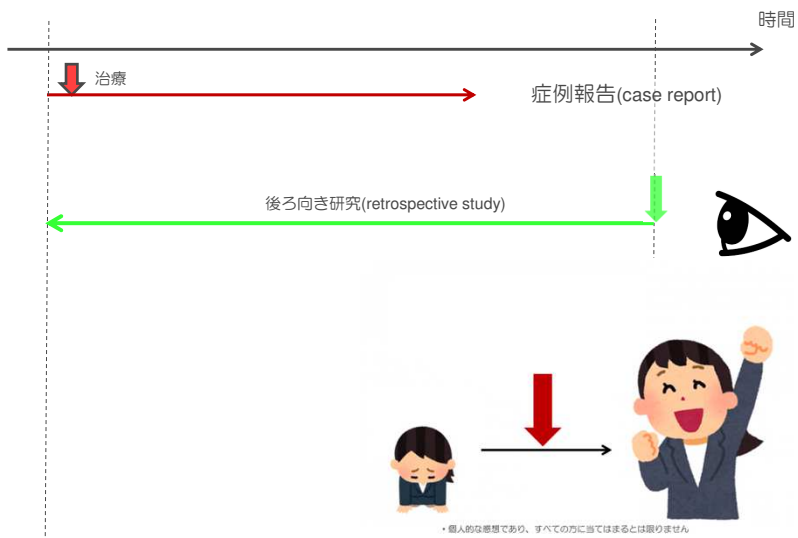 時間
治療
症例報告(case report)
後ろ向き研究(retrospective study)
・個人的な感想であり、すべての方に当てはまるとは限りません